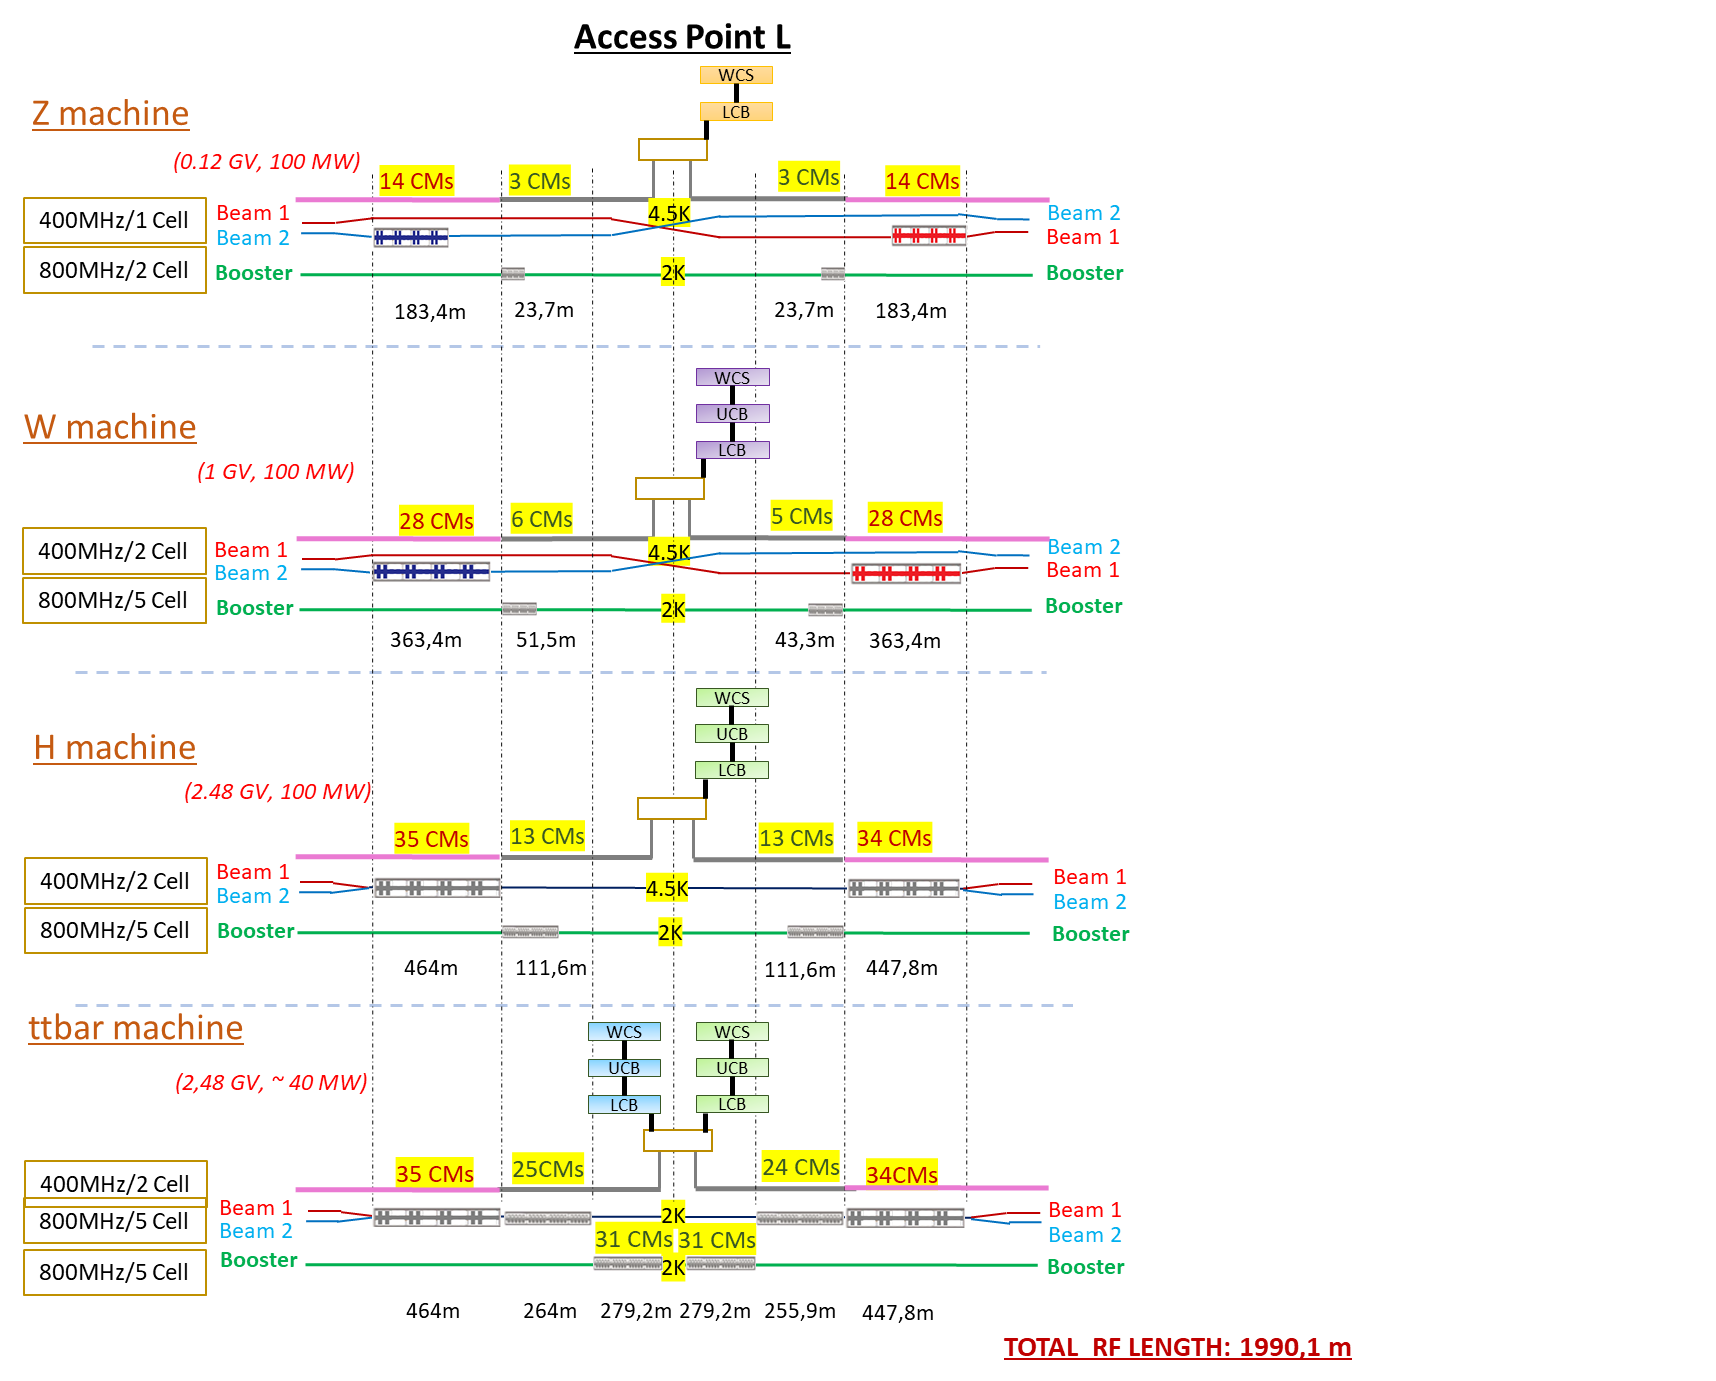 Access Point L
WCS
LCB
Z machine
(0.12 GV, 100 MW)
14 CMs 3 CMs 3 CMs 14 CMs
400MHz/1 Cell Beam 1 4.5K Beam 2
Beam 2 Beam 1
800MHz/2 Cell Booster 2K Booster
183,4m 23,7m 23,7m 183,4m
WCS
UCB
LCB
W machine
(1 GV, 100 MW)
28 CMs 6 CMs 5 CMs 28 CMs
400MHz/2 Cell Beam 1 4.5K Beam 2
Beam 2 Beam 1
800MHz/5 Cell Booster 2K Booster
363,4m 51,5m 43,3m 363,4m
WCS
UCB
LCB
H machine
(2.48 GV, 100 MW)
35 CMs 13 CMs 13 CMs 34 CMs
400MHz/2 Cell Beam 1 4.5K Beam 1
Beam 2 Beam 2
800MHz/5 Cell Booster 2K Booster
464m 111,6m 111,6m 447,8m
ttbar machine
WCS WCS
UCB UCB
LCB LCB
(2,48 GV, ~ 40 MW)
35 CMs 25CMs 24 CMs 34CMs
400MHz/2 Cell
800MHz/5 Cell Beam 1 2K Beam 1
Beam 2 Beam 2
31 CMs 31 CMs
800MHz/5 Cell Booster 2K Booster
464m 264m 279,2m 279,2m 255,9m 447,8m
TOTAL RF LENGTH: 1990,1 m